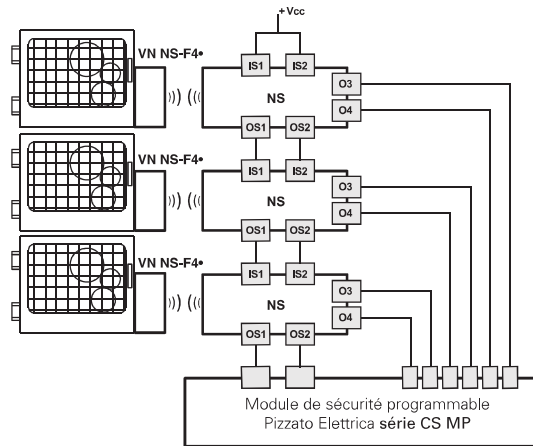 +Vcc
VN NS-F4•
IS1 IS2
O3
NS
O4
OS1 OS2
VN NS-F4•
IS1 IS2
O3
NS
O4
OS1 OS2
VN NS-F4•
IS1 IS2
O3
NS
O4
OS1 OS2
Module de sécurité programmable
Pizzato Elettrica série CS MP